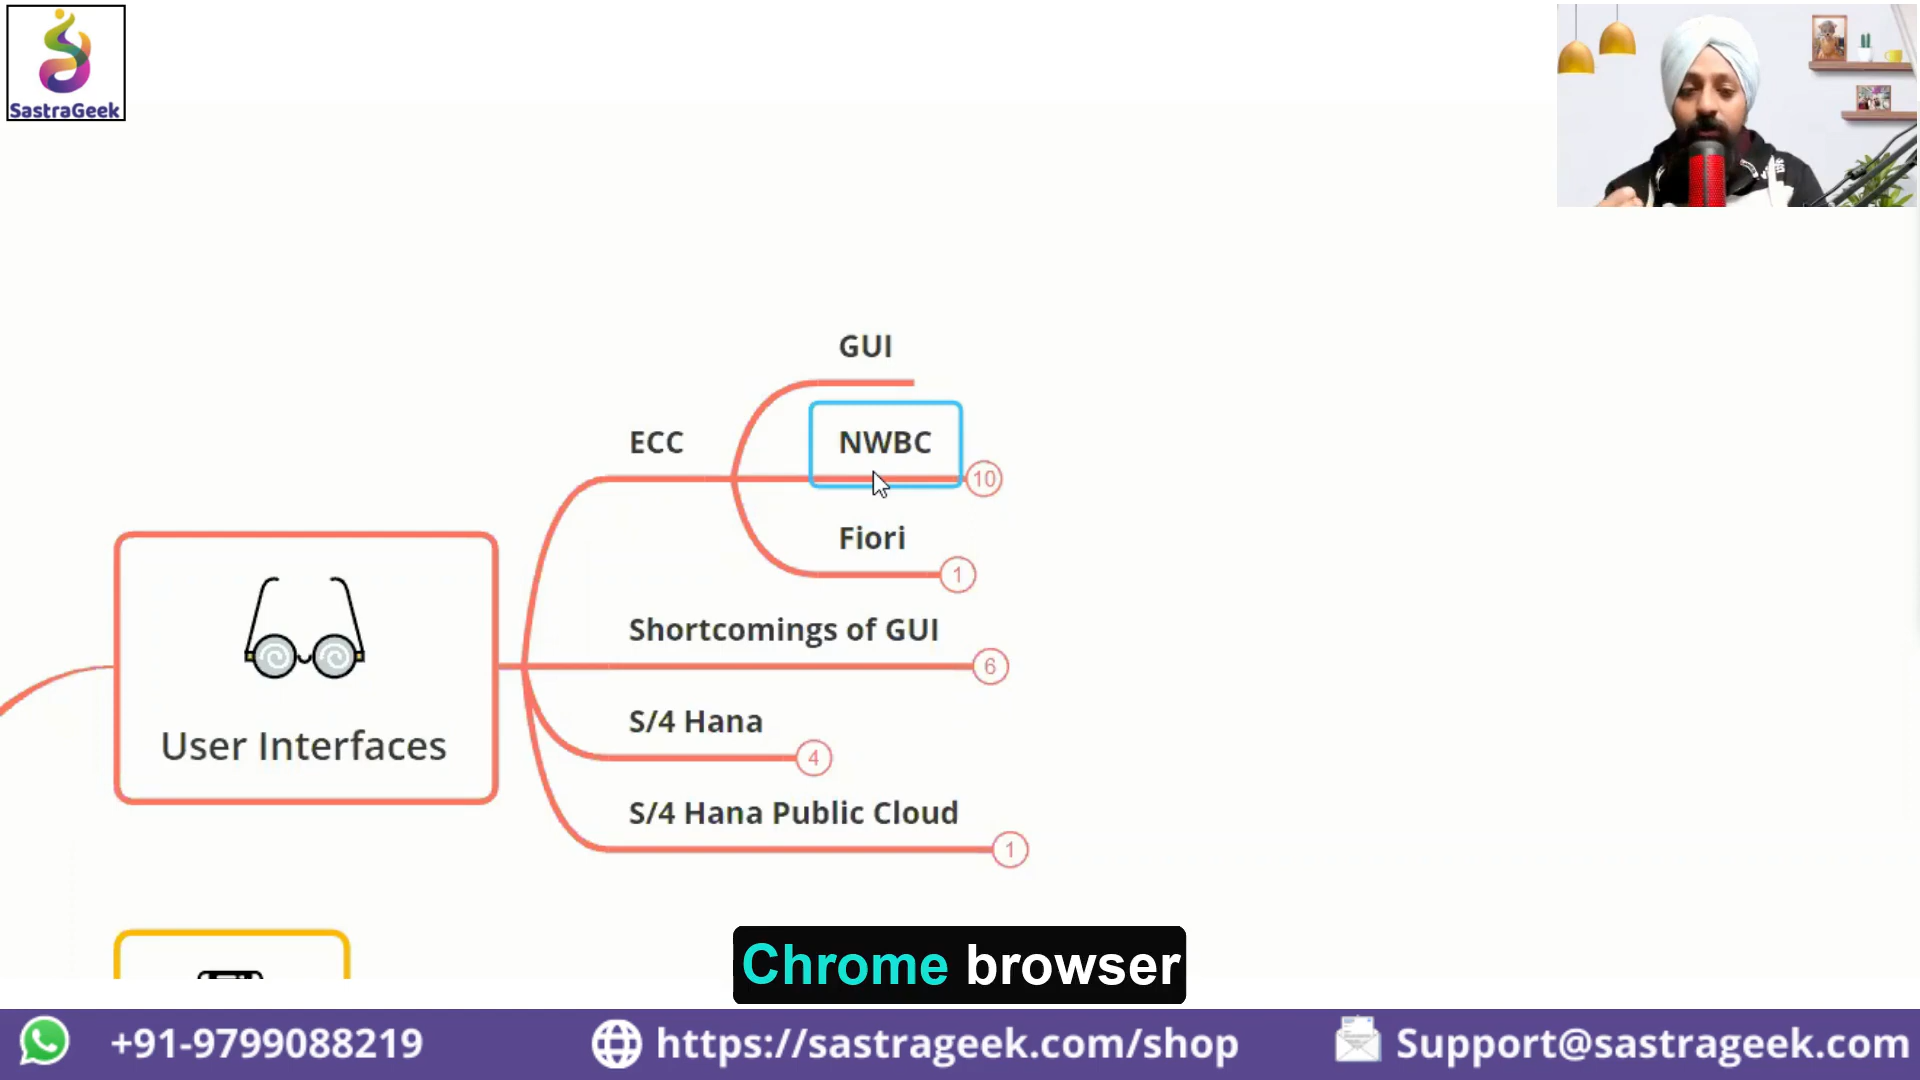 SastraGeek
GUI
ECC
NWBC
10
Fiori
1
Shortcomings of GUI
6
S/4 Hana
4
User Interfaces
S/4 Hana Public Cloud
1
Chrome browser
+91-9799088219
https://sastrageek.com/shop
Support@sastrageek.com